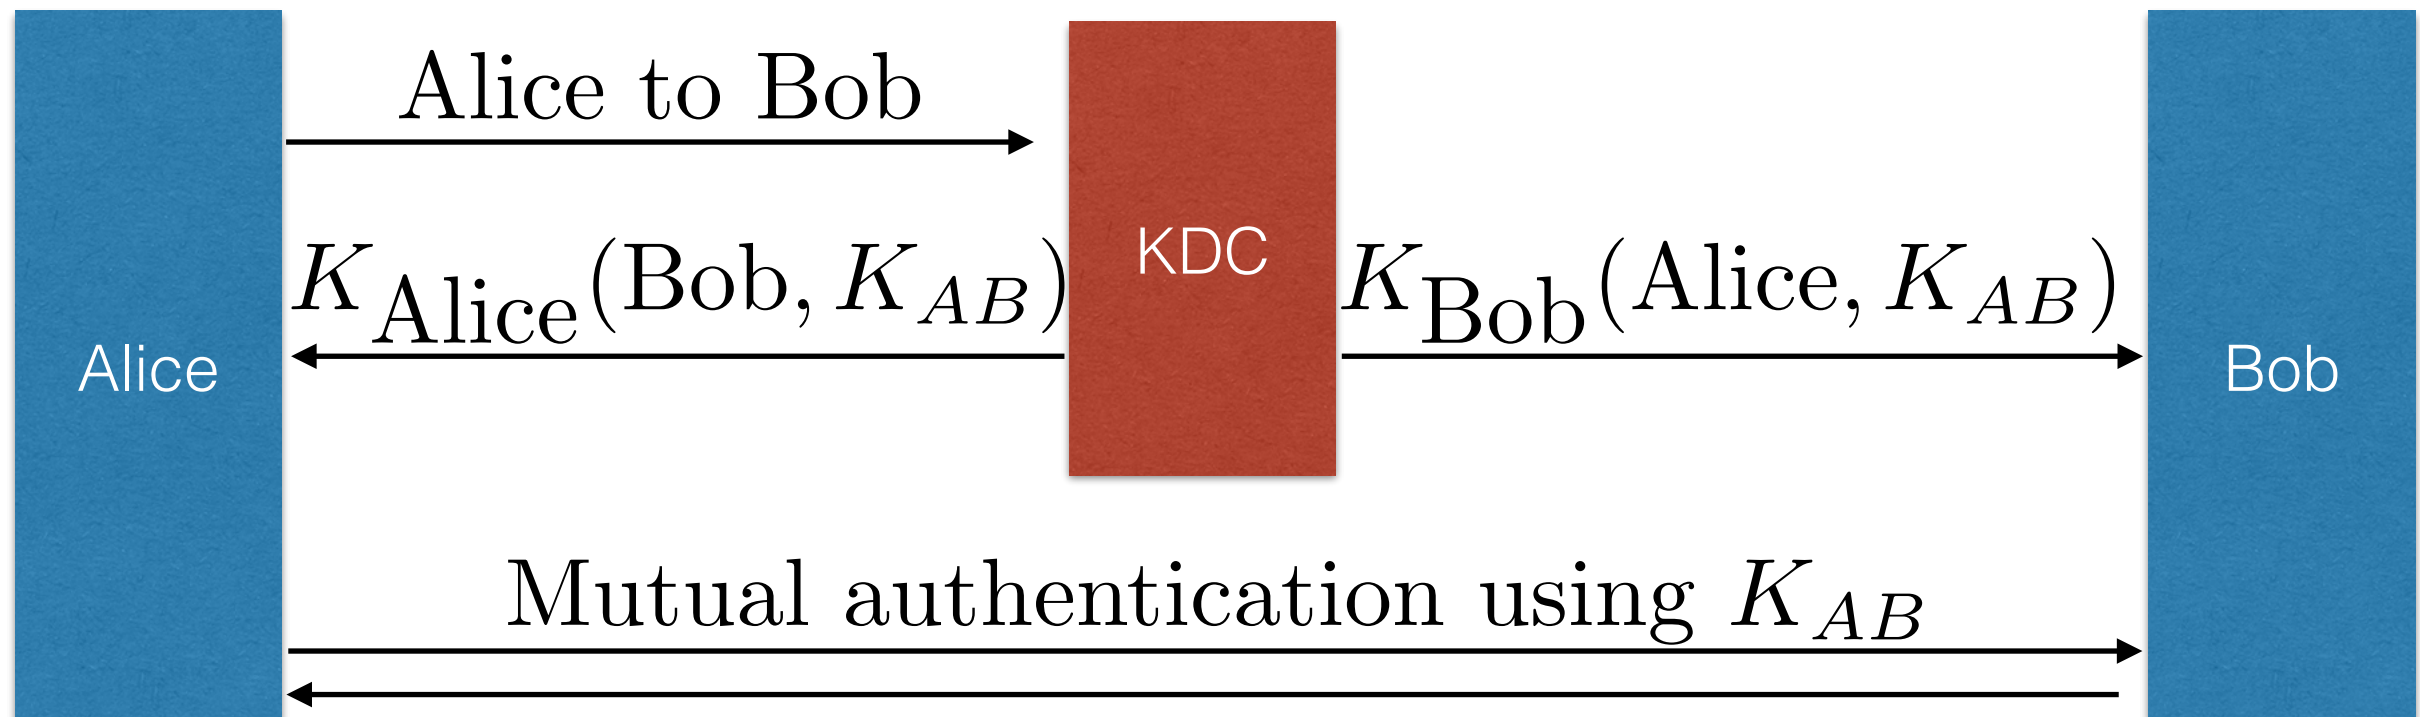 Alice to Bob
KDC
K_Alice(Bob, K_AB)
K_Bob(Alice, K_AB)
Alice
Bob
Mutual authentication using K_AB